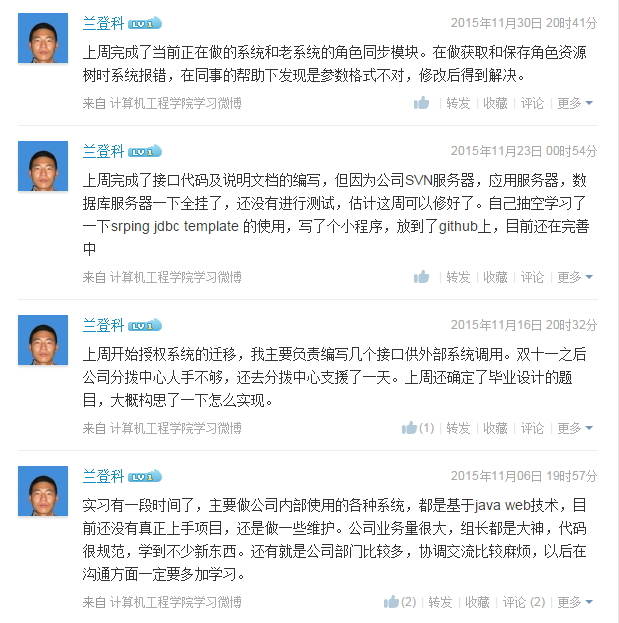 兰登科 LV 1 2015年11月30日 20时41分
上周完成了当前正在做的系统和老系统的角色同步模块。在做获取和保存角色资源
树时系统报错，在同事的帮助下发现是参数格式不对，修改后得到解决。
来自 计算机工程学院学习微博 转发 收藏 评论 更多
兰登科 LV 1 2015年11月23日 00时54分
上周完成了接口代码及说明文档的编写，但因为公司SVN服务器，应用服务器，数
据库服务器一下全挂了，还没有进行测试，估计这周可以修好了。自己抽空学习了
一下srping jdbc template 的使用，写了个小程序，放到了github上，目前还在完善
中
来自 计算机工程学院学习微博 转发 收藏 评论 更多
兰登科 LV 1 2015年11月16日 20时32分
上周开始授权系统的迁移，我主要负责编写几个接口供外部系统调用。双十一之后
公司分拨中心人手不够，还去分拨中心支援了一天。上周还确定了毕业设计的题
目，大概构思了一下怎么实现。
来自 计算机工程学院学习微博 (1) 转发 收藏 评论 更多
兰登科 LV 1 2015年11月06日 19时57分
实习有一段时间了，主要做公司内部使用的各种系统，都是基于java web技术，目
前还没有真正上手项目，还是做一些维护。公司业务量很大，组长都是大神，代码
很规范，学到不少新东西。还有就是公司部门比较多，协调交流比较麻烦，以后在
沟通方面一定要多加学习。
来自 计算机工程学院学习微博 (2) 转发 收藏 评论 (2) 更多